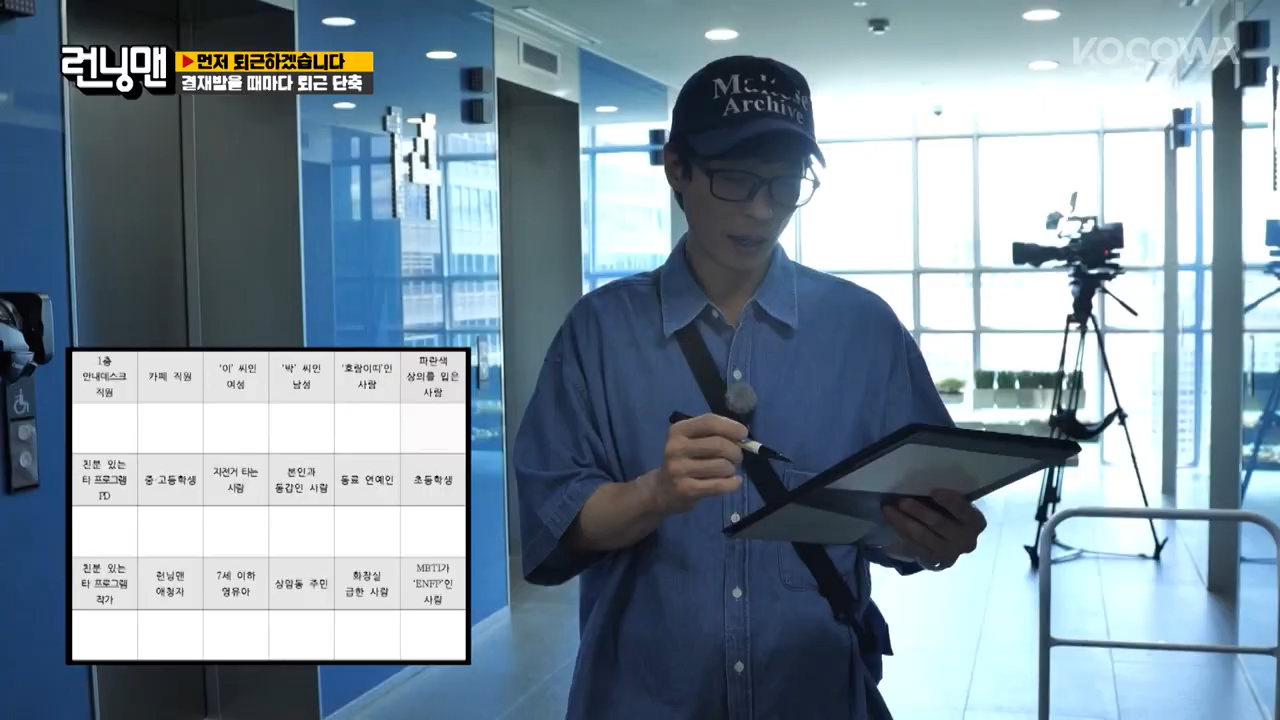 런닝맨
먼저 퇴근하겠습니다
결재받을 때마다 퇴근 단축
KOCOWA
Archive
1층
안내데스크
직원
카페 직원
'이' 씨인
여성
'박' 씨인
남성
'호랑이띠'인
사람
파란색
상의를 입은
사람
친분 있는
타 프로그램
PD
중·고등학생
자전거 타는
사람
본인과
동갑인 사람
동료 연예인
초등학생
친분 있는
타 프로그램
작가
런닝맨
애청자
7세 이하
영유아
상암동 주민
화장실
급한 사람
MBTI가
'ENFP'인
사람